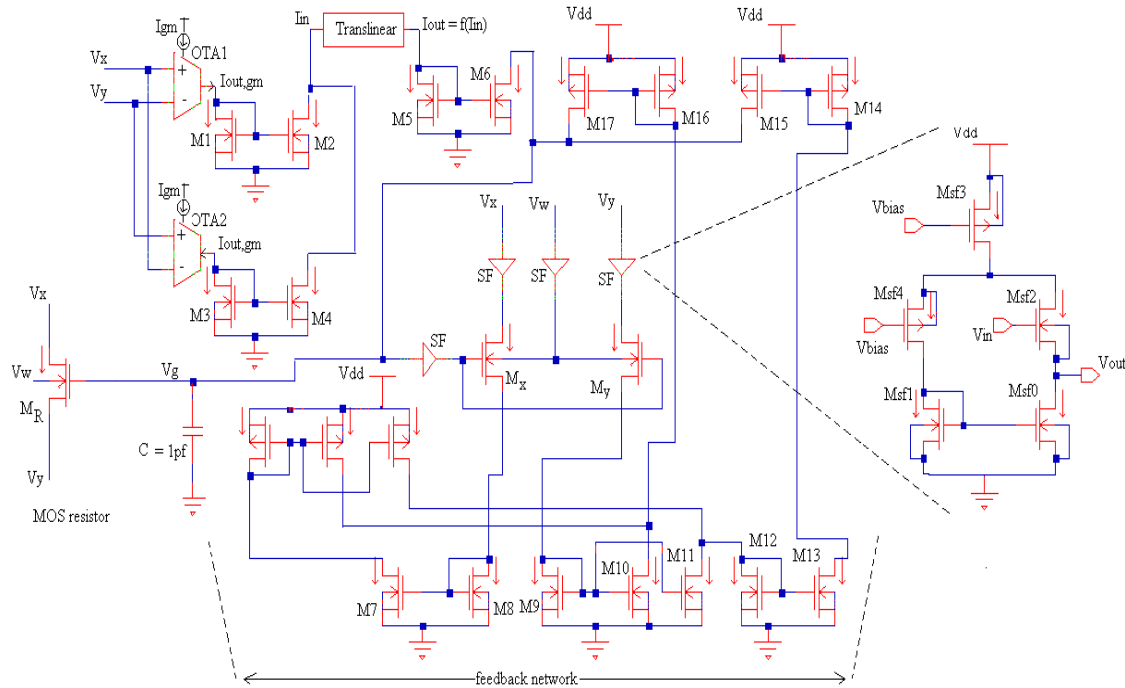 Igm
OTA1
Vx
Vy
Iout,gm
M1
M2
Iin
Translinear
Iout = f(Iin)
M5
M6
Vdd
Vdd
M17
M16
M15
M14
Igm
OTA2
Iout,gm
M3
M4
Vx
Vw
Vy
SF
SF
SF
Vdd
Msf3
Vbias
Msf4
Msf2
Vbias
Vin
Vout
Msf1
Msf0
Vx
Vw
MR
Vy
MOS resistor
Vg
C = 1pf
SF
Vdd
Mx
My
M7
M8
M9
M10
M11
M12
M13
feedback network